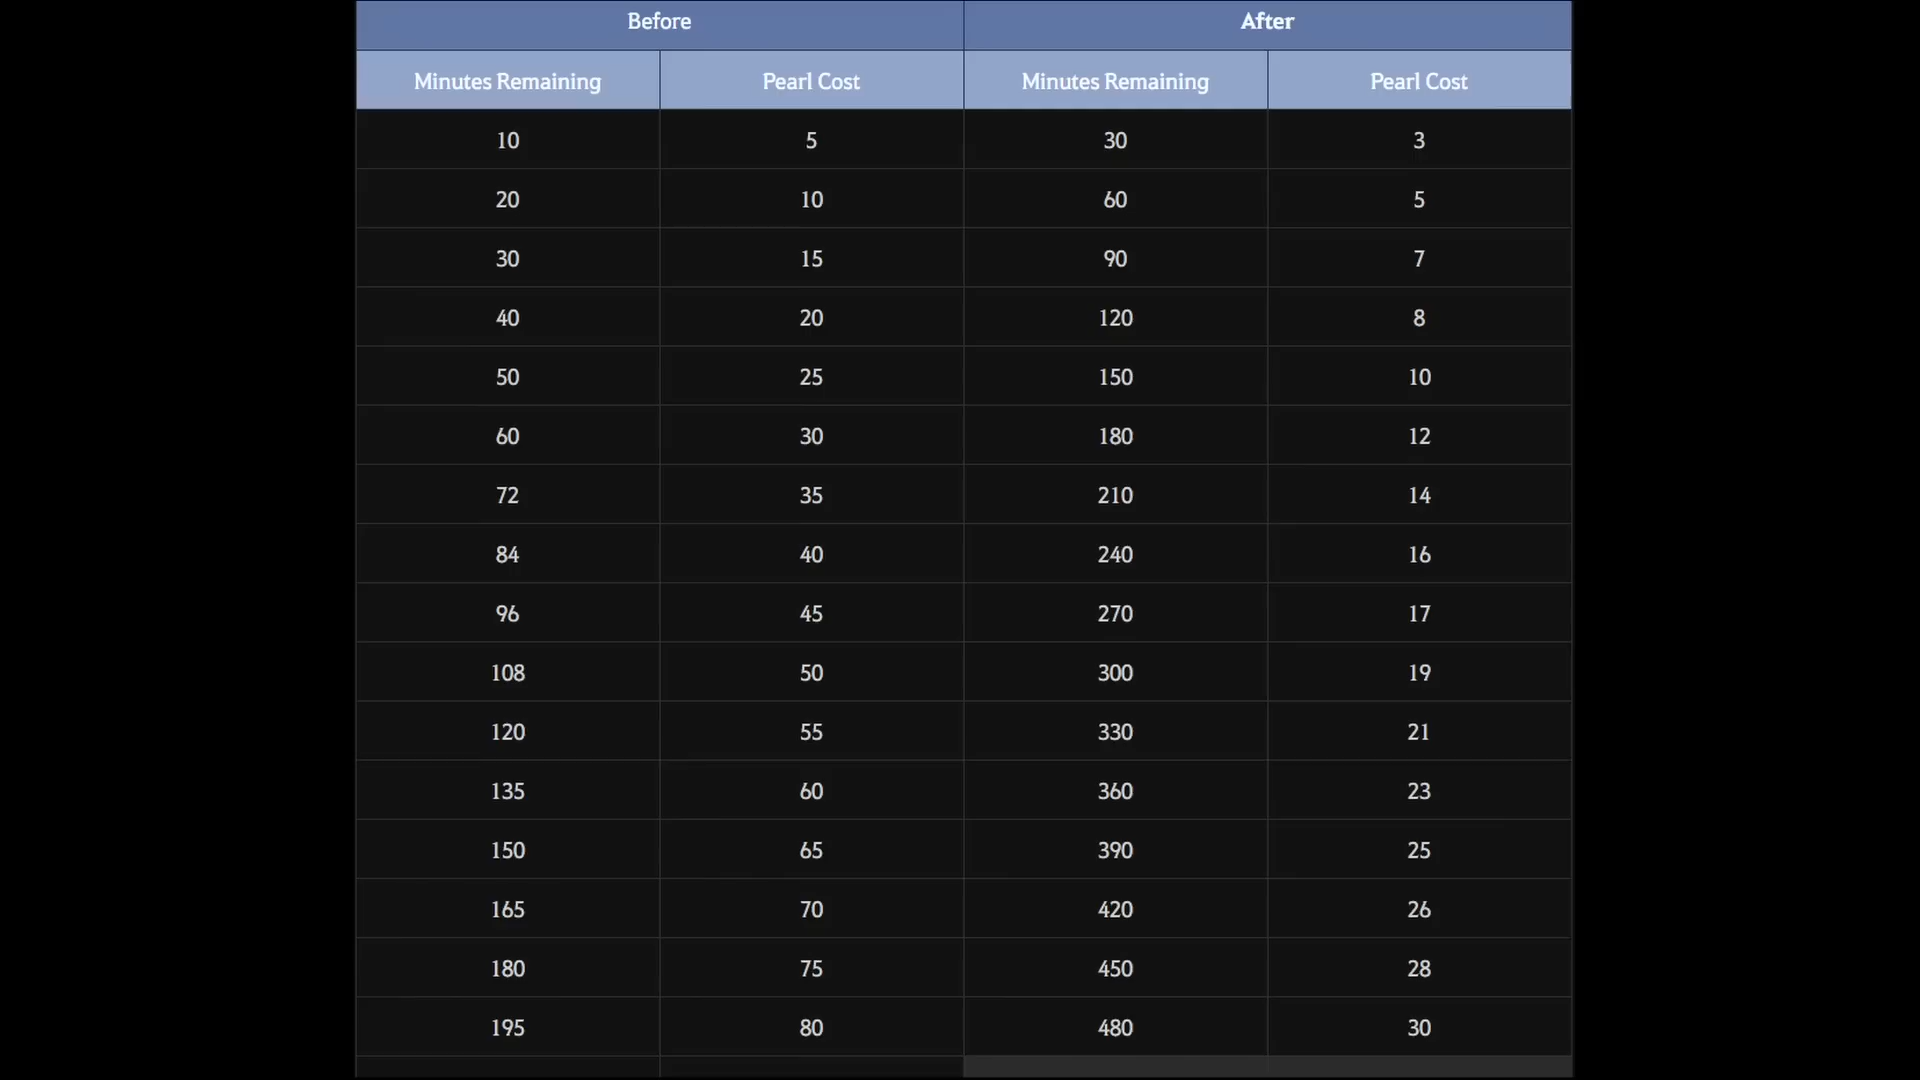 Before After
Minutes Remaining Pearl Cost Minutes Remaining Pearl Cost
10 5 30 3
20 10 60 5
30 15 90 7
40 20 120 8
50 25 150 10
60 30 180 12
72 35 210 14
84 40 240 16
96 45 270 17
108 50 300 19
120 55 330 21
135 60 360 23
150 65 390 25
165 70 420 26
180 75 450 28
195 80 480 30